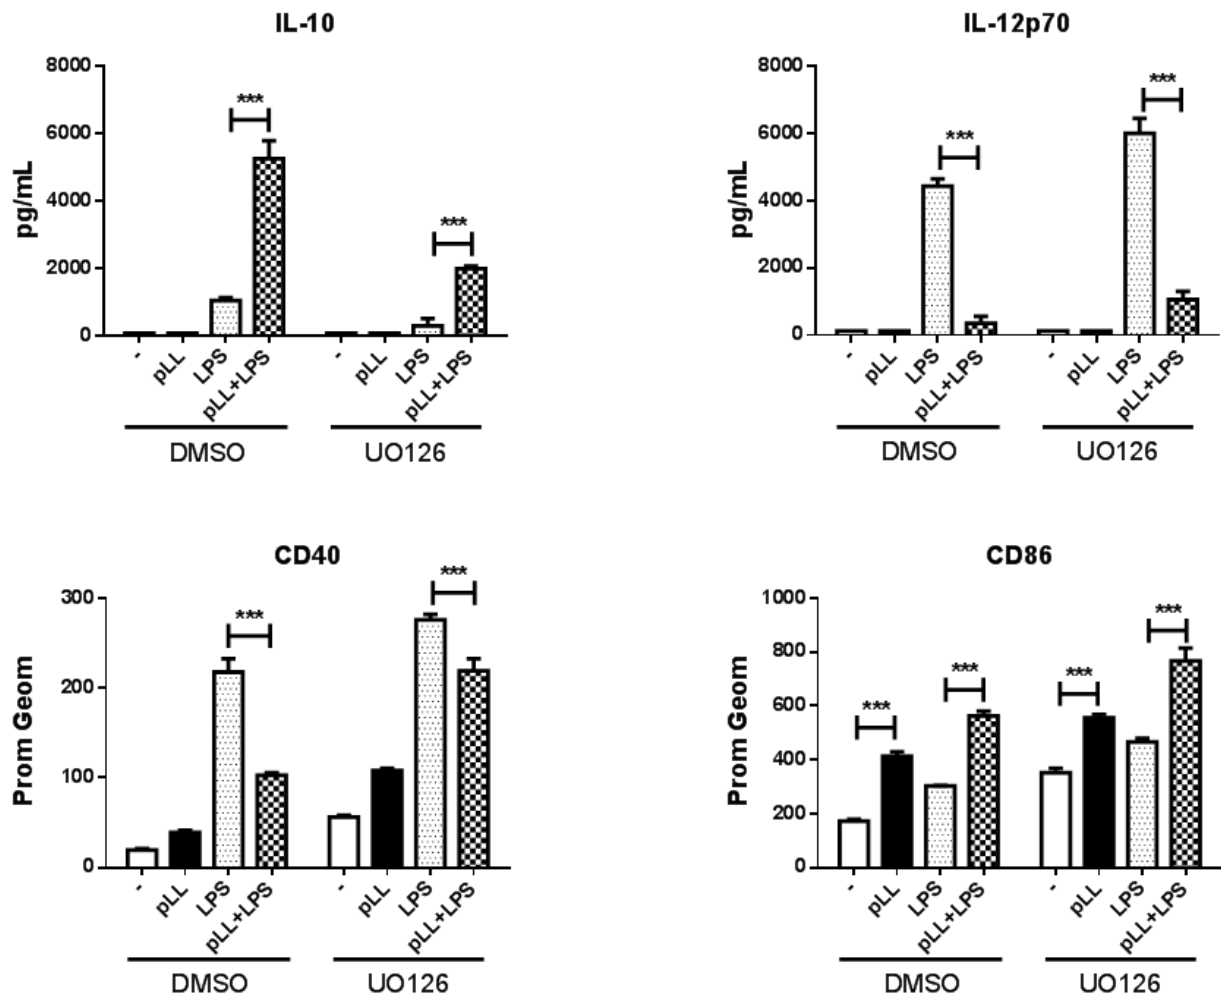 IL-10
8000
6000
4000
2000
0
pg/mL
***
***
- pLL LPS pLL+LPS - pLL LPS pLL+LPS
DMSO UO126
IL-12p70
8000
6000
4000
2000
0
pg/mL
***
***
- pLL LPS pLL+LPS - pLL LPS pLL+LPS
DMSO UO126
CD40
300
200
100
0
Prom Geom
***
***
- pLL LPS pLL+LPS - pLL LPS pLL+LPS
DMSO UO126
CD86
1000
800
600
400
200
0
Prom Geom
***
***
***
***
- pLL LPS pLL+LPS - pLL LPS pLL+LPS
DMSO UO126